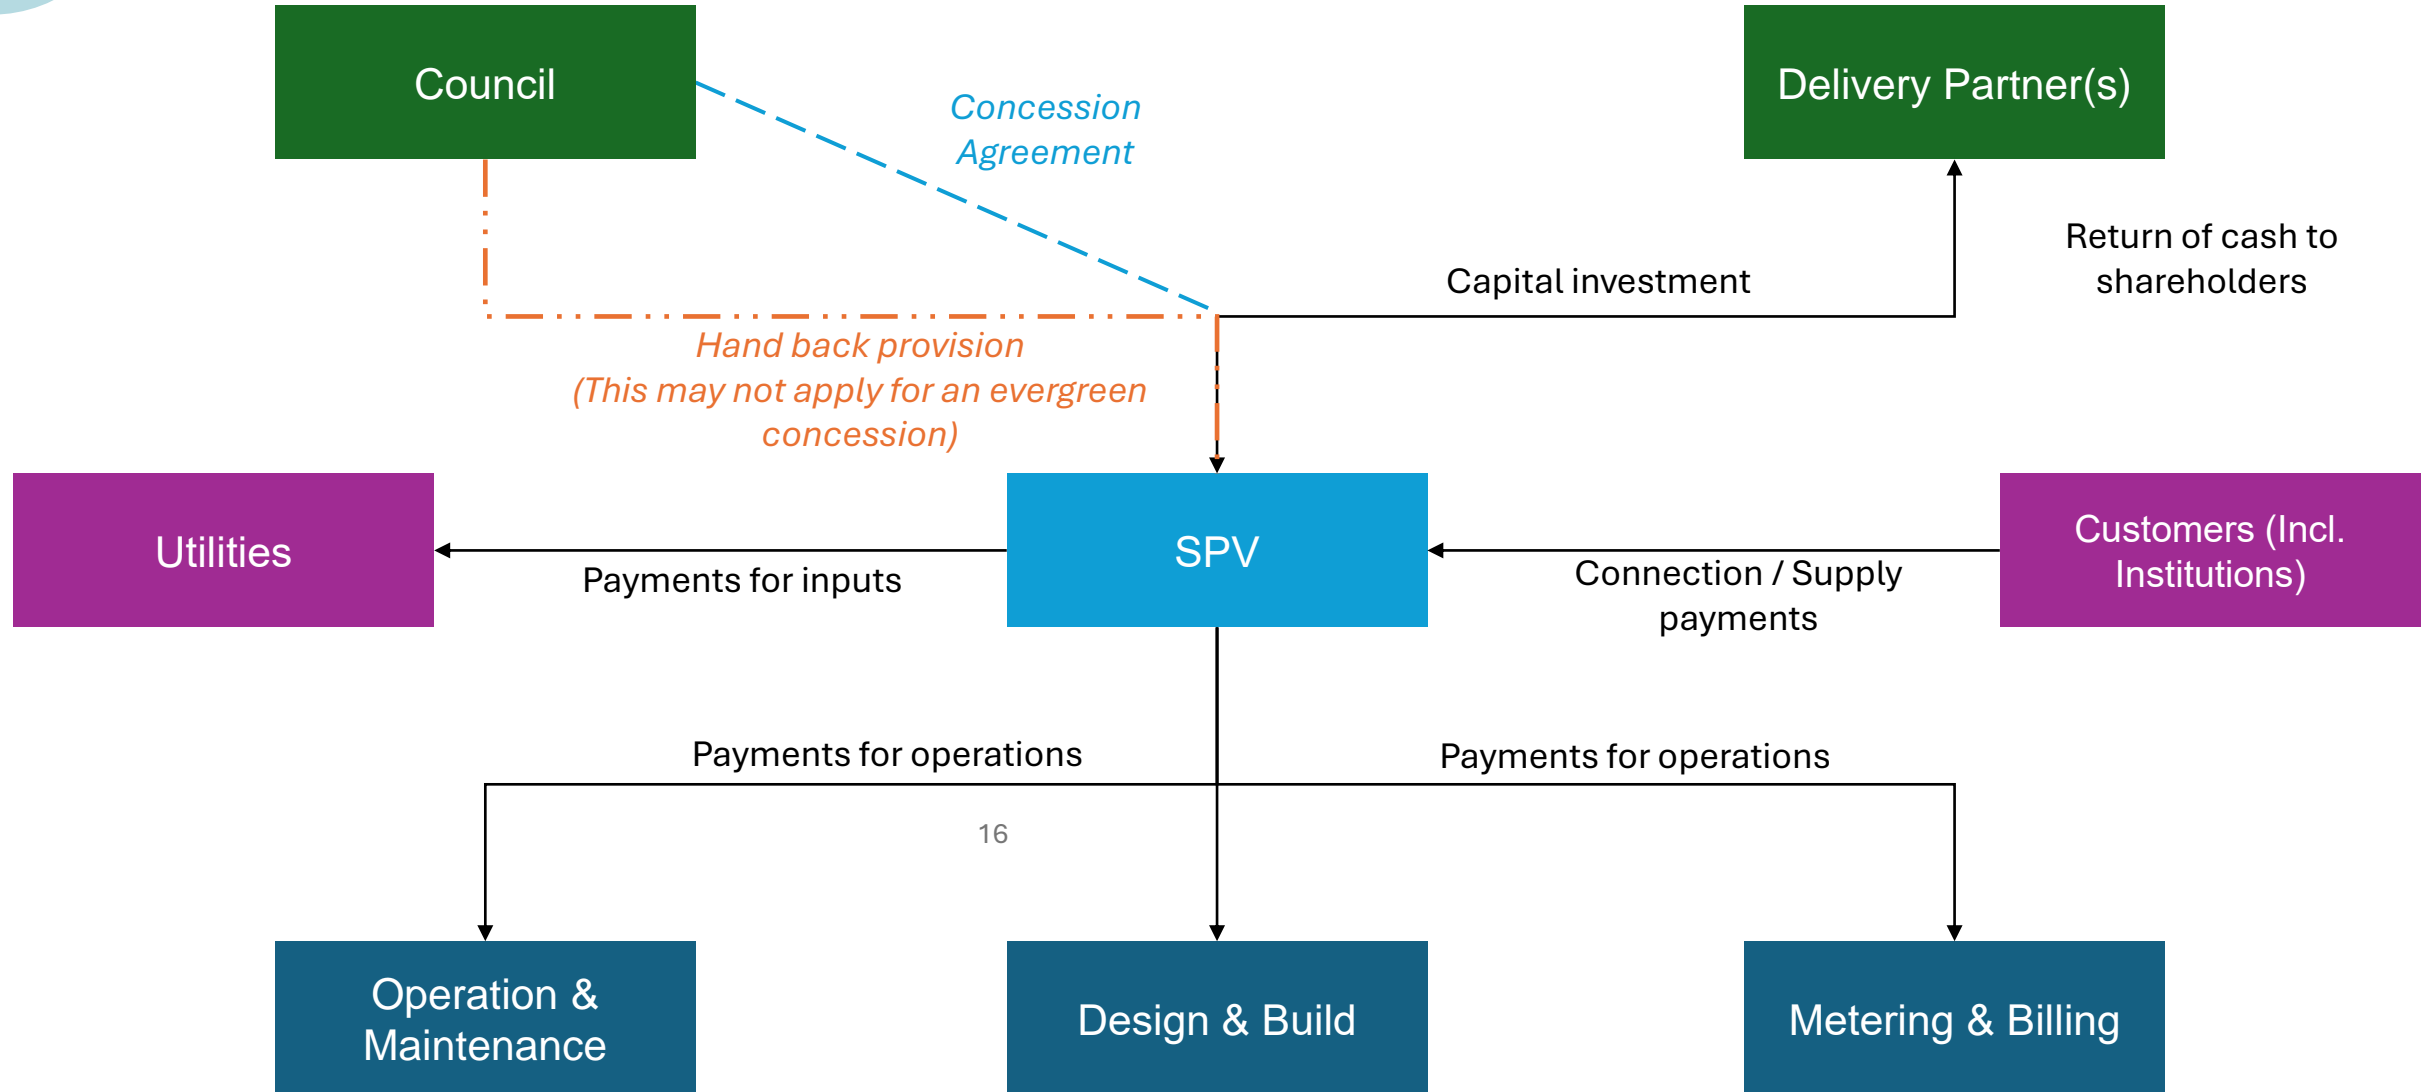 Council
Delivery Partner(s)
Concession
Agreement
Return of cash to
shareholders
Capital investment
Hand back provision
(This may not apply for an evergreen
concession)
Utilities
Payments for inputs
SPV
Connection / Supply
payments
Customers (Incl.
Institutions)
Payments for operations
Payments for operations
16
Operation &
Maintenance
Design & Build
Metering & Billing